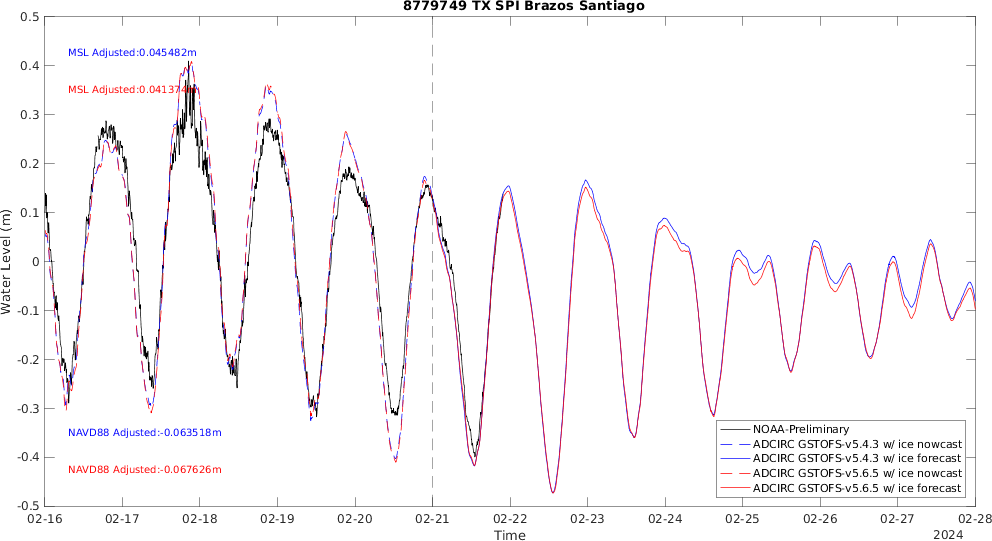 8779749 TX SPI Brazos Santiago
0.5
0.4
0.3
0.2
0.1
0
-0.1
-0.2
-0.3
-0.4
-0.5
Water Level (m)
MSL Adjusted:0.045482m
MSL Adjusted:0.041374m
NAVD88 Adjusted:-0.063518m
NAVD88 Adjusted:-0.067626m
NOAA-Preliminary
ADCIRC GSTOFS-v5.4.3 w/ ice nowcast
ADCIRC GSTOFS-v5.4.3 w/ ice forecast
ADCIRC GSTOFS-v5.6.5 w/ ice nowcast
ADCIRC GSTOFS-v5.6.5 w/ ice forecast
02-16 02-17 02-18 02-19 02-20 02-21 02-22 02-23 02-24 02-25 02-26 02-27 02-28
Time
2024